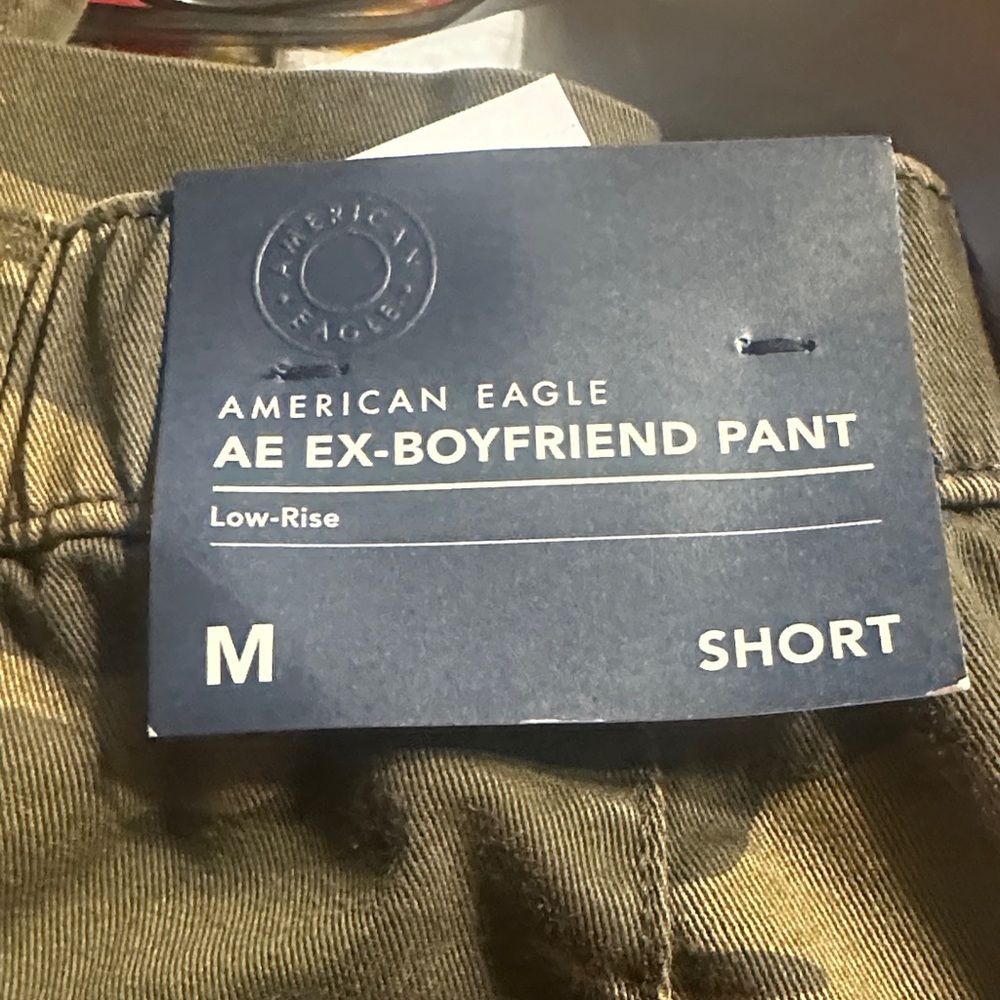 AMERICAN
EAGLE
AMERICAN EAGLE
AE EX-BOYFRIEND PANT
Low-Rise
M
SHORT